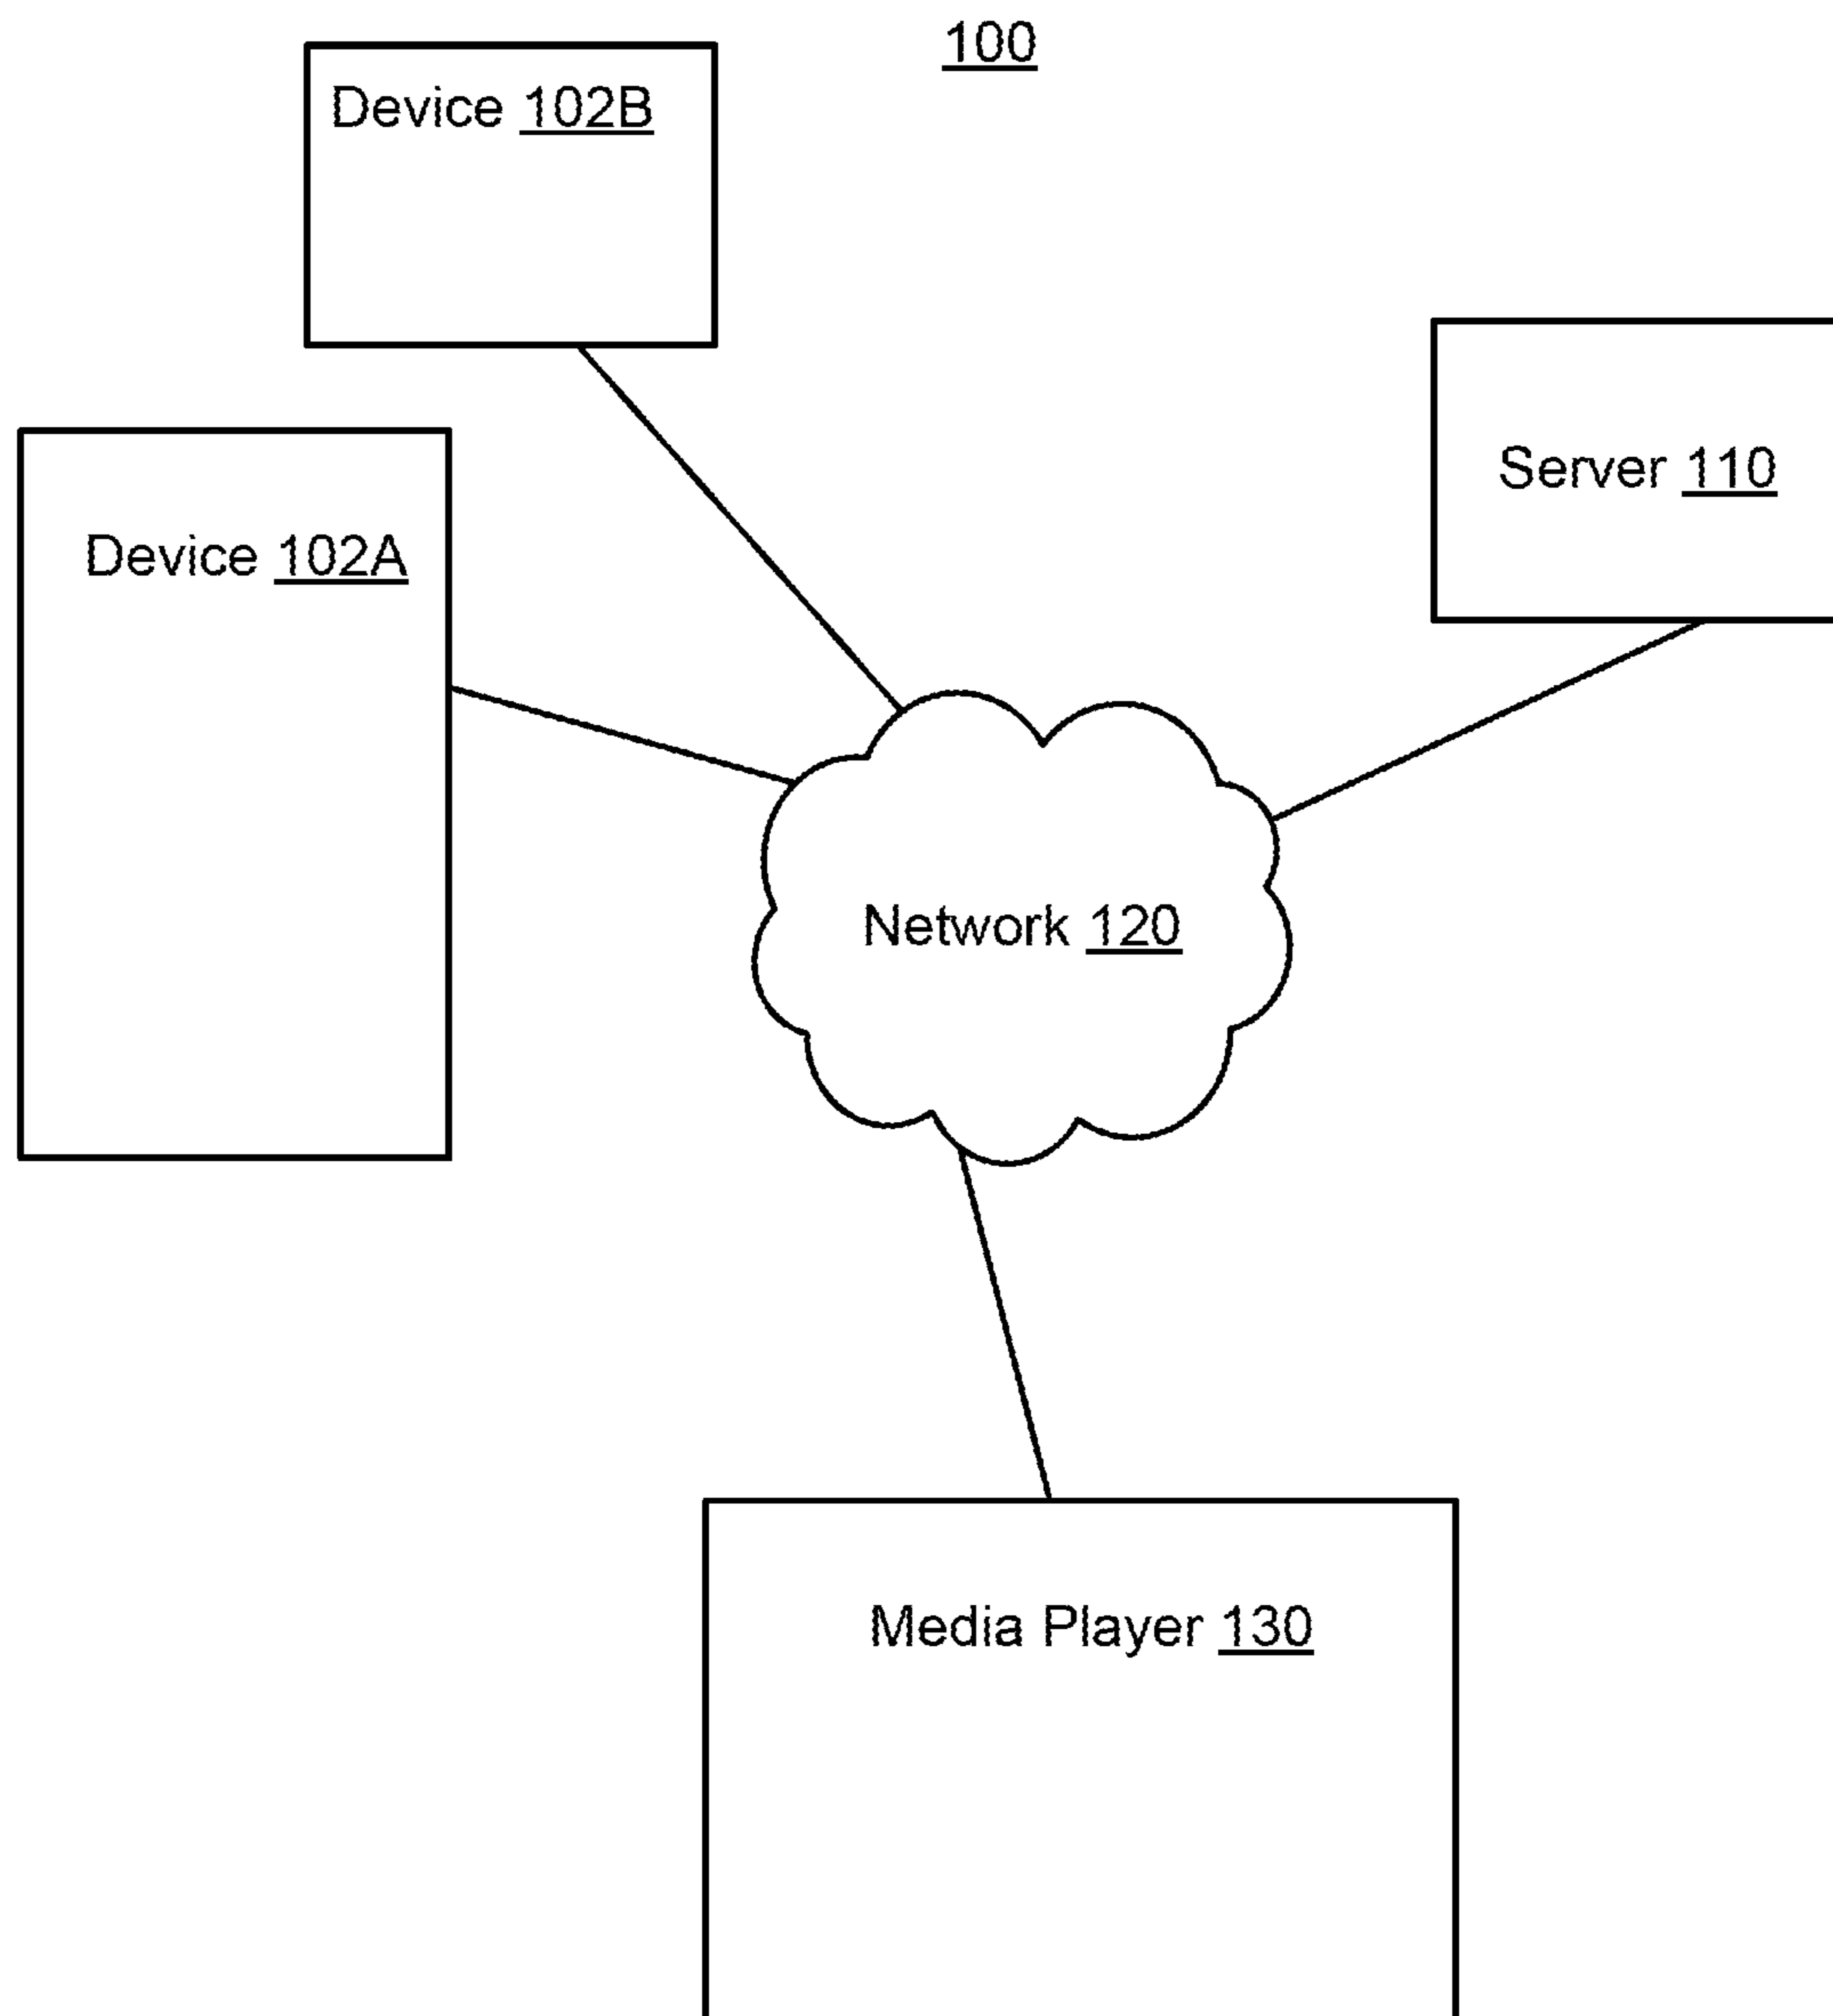 100
Device 102B
Server 110
Device 102A
Network 120
Media Player 130